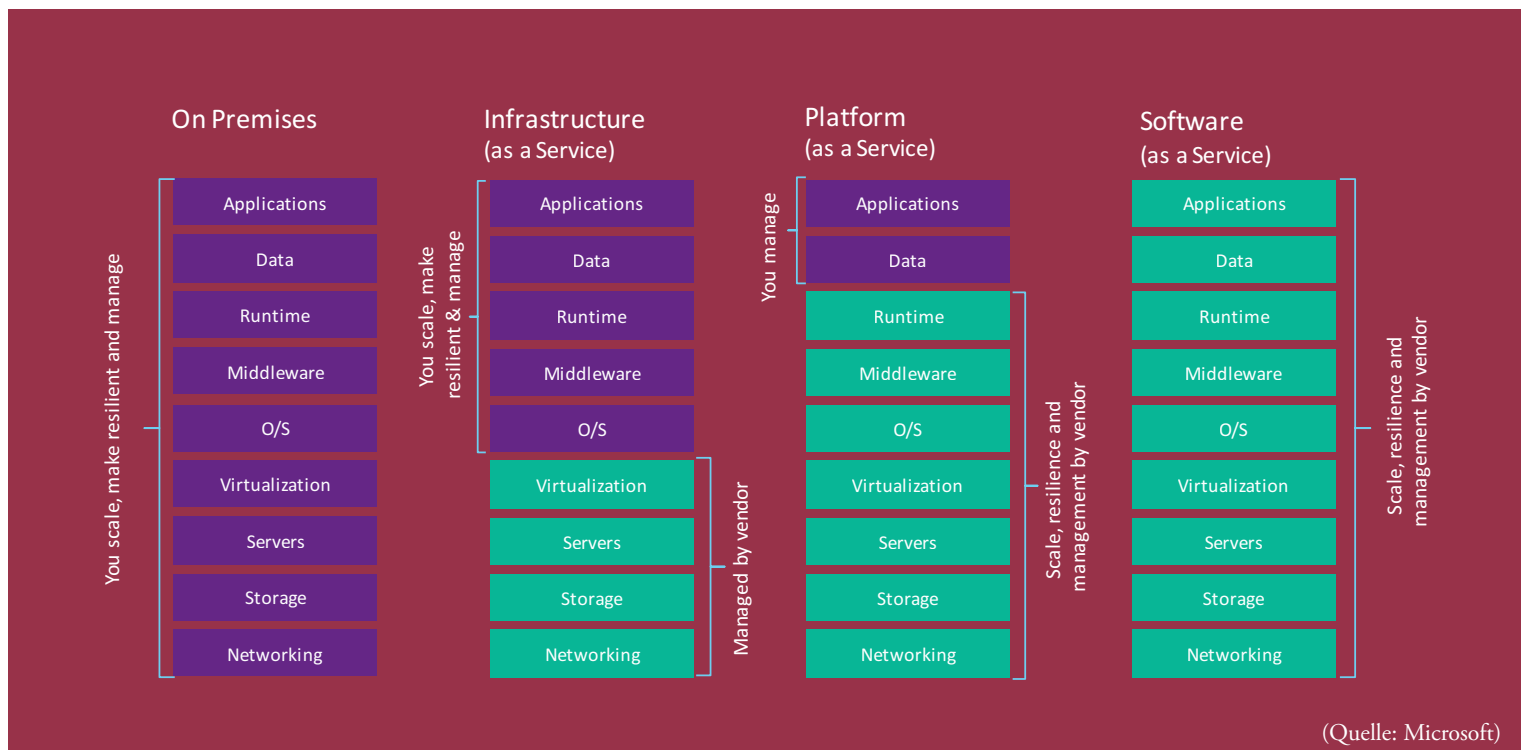 On Premises
You scale, make resilient and manage
Applications
Data
Runtime
Middleware
O/S
Virtualization
Servers
Storage
Networking
Infrastructure
(as a Service)
You scale, make
resilient & manage
Applications
Data
Runtime
Middleware
O/S
Virtualization
Servers
Storage
Networking
Managed by vendor
Platform
(as a Service)
You manage
Applications
Data
Runtime
Middleware
O/S
Virtualization
Servers
Storage
Networking
Scale, resilience and
management by vendor
Software
(as a Service)
Applications
Data
Runtime
Middleware
O/S
Virtualization
Servers
Storage
Networking
Scale, resilience and
management by vendor
(Quelle: Microsoft)